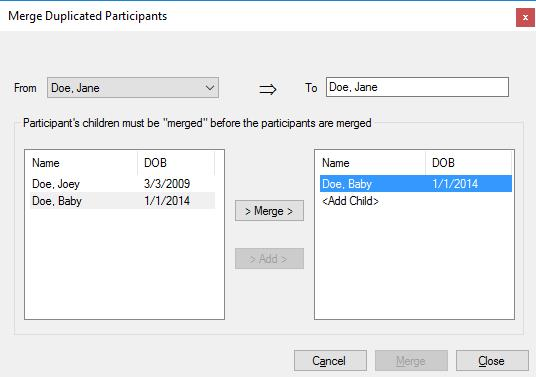 Merge Duplicated Participants
x
From Doe, Jane ⇒ To Doe, Jane
Participant's children must be "merged" before the participants are merged
Name DOB Name DOB
Doe, Joey 3/3/2009 Doe, Baby 1/1/2014
Doe, Baby 1/1/2014 <Add Child>
> Merge >
> Add >
Cancel Merge Close